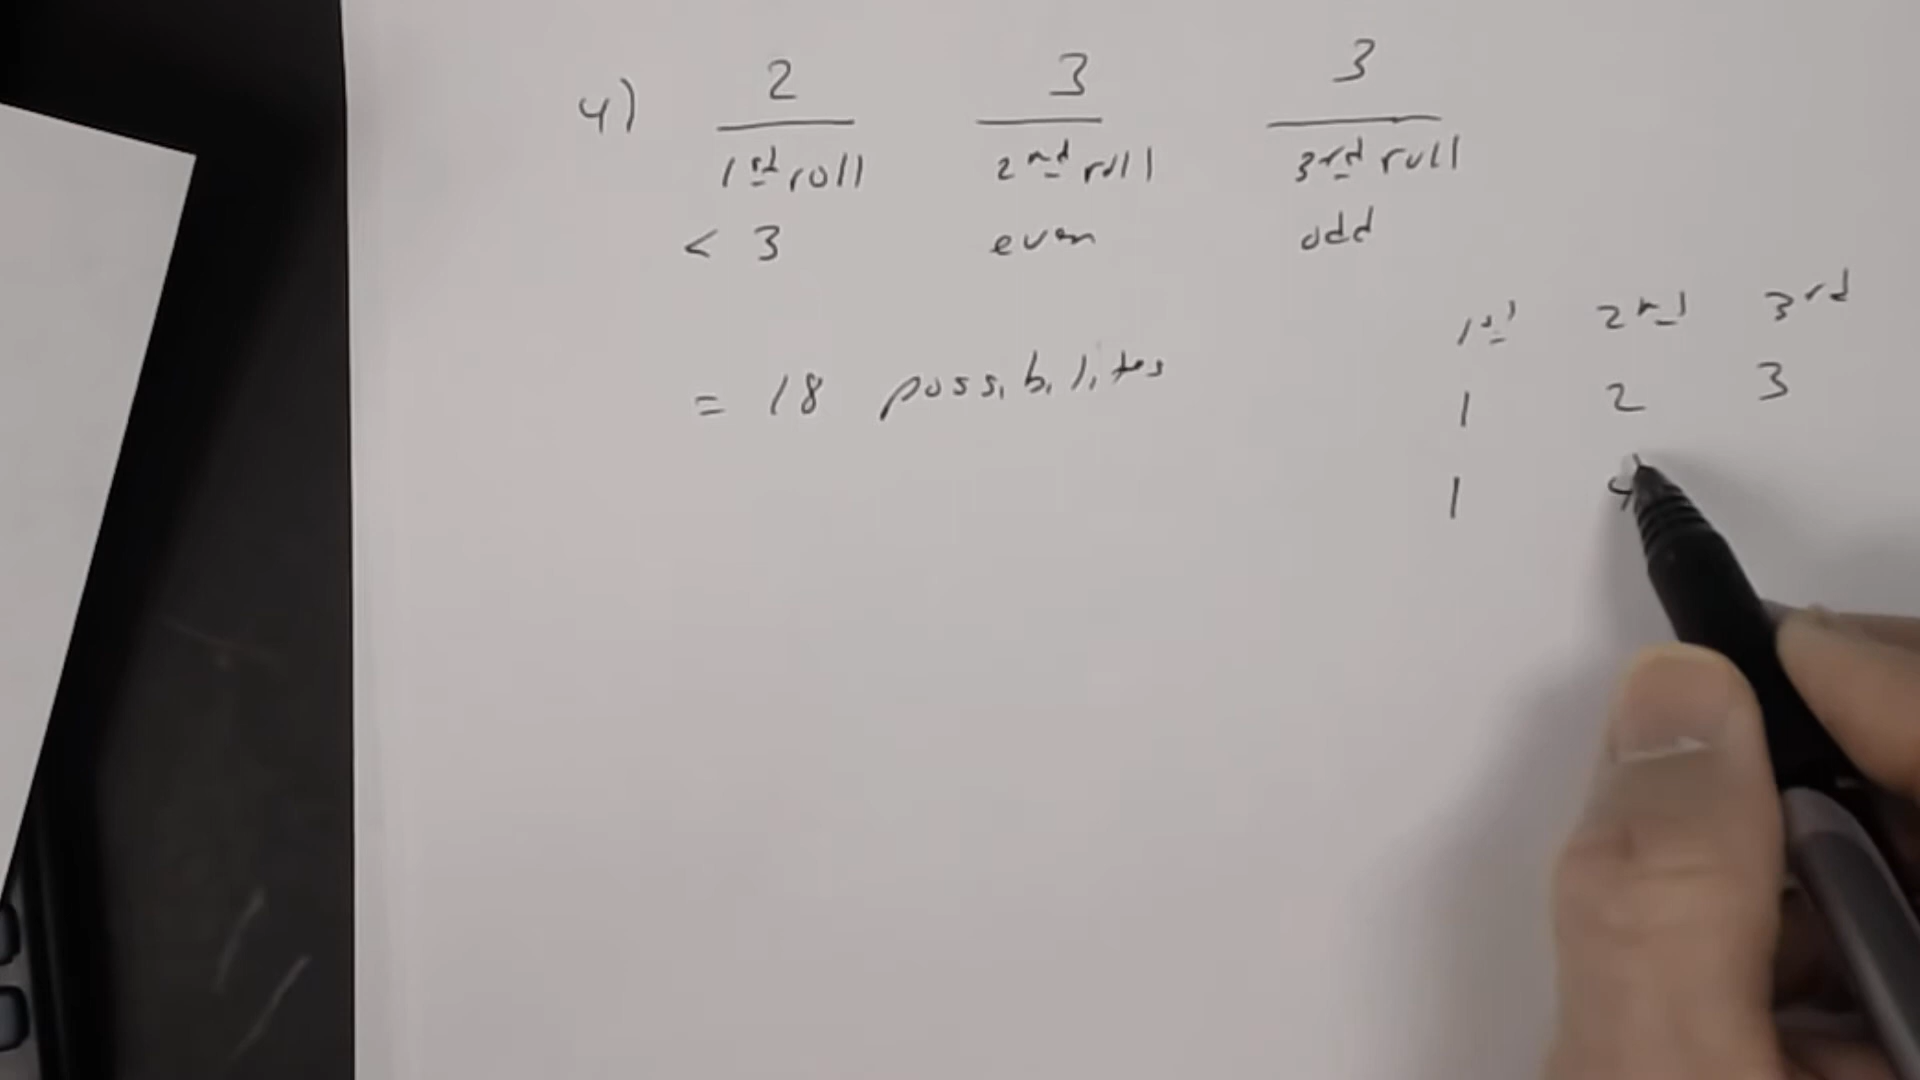 4) 2 3 3
1st roll 2nd roll 3rd roll
< 3 even odd
= 18 possibilites
1st 2nd 3rd
1 2 3
1 4